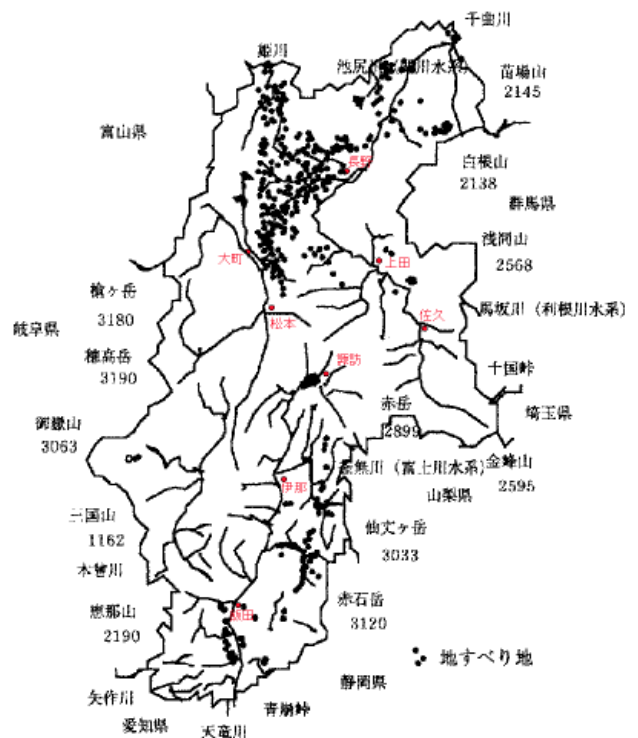 千曲川
姫川
苗場山
2145
富山県
長野
白根山
2138
群馬県
浅間山
2568
大町
上田
槍ヶ岳
3180
馬坂川（利根川水系）
松本
佐久
岐阜県
穂高岳
3190
諏訪
十国峠
赤岳
2899
埼玉県
御嶽山
3063
釜無川（富士川水系）
金峰山
2595
山梨県
伊那
三国山
1162
仙丈ヶ岳
3033
木曽川
恵那山
2190
飯田
赤石岳
3120
地すべり地
静岡県
矢作川
青崩峠
愛知県
天竜川